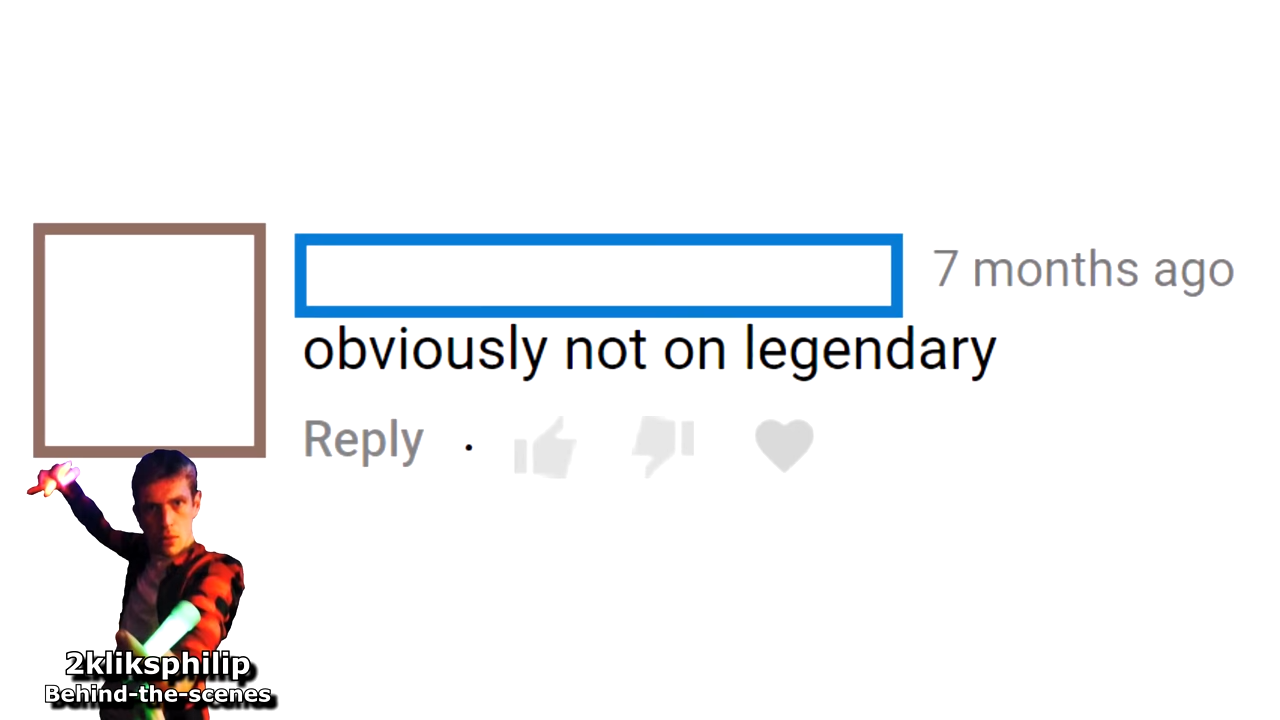 7 months ago
obviously not on legendary
Reply ·
2kliksphilip
Behind-the-scenes